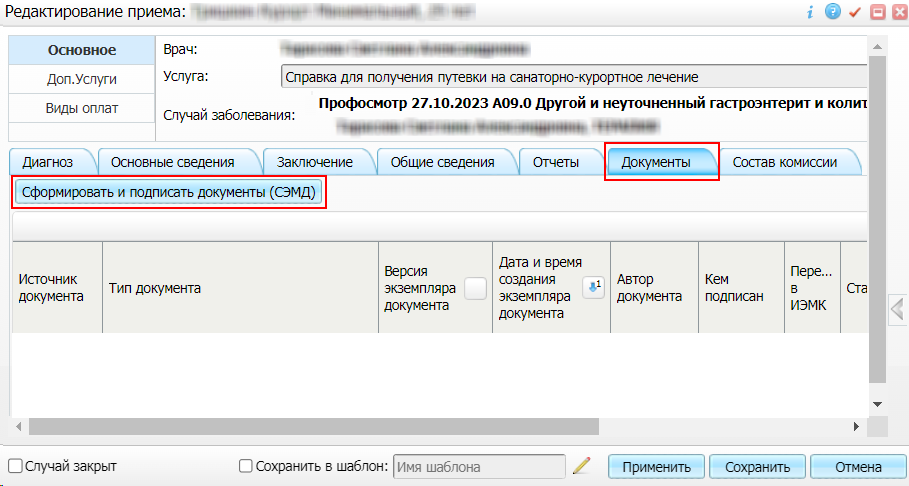 Редактирование приема:
Основное
Доп.Услуги
Виды оплат
Врач:
Услуга:
Справка для получения путевки на санаторно-курортное лечение
Случай заболевания:
Профосмотр 27.10.2023 A09.0 Другой и неуточненный гастроэнтерит и колит
Диагноз
Основные сведения
Заключение
Общие сведения
Отчеты
Документы
Состав комиссии
Сформировать и подписать документы (СЭМД)
Источник
документа
Тип документа
Версия
экземпляра
документа
Дата и время
создания
экземпляра
документа
1
Автор
документа
Кем
подписан
Пере...
в
ИЭМК
Ста
Случай закрыт
Сохранить в шаблон:
Имя шаблона
Применить
Сохранить
Отмена